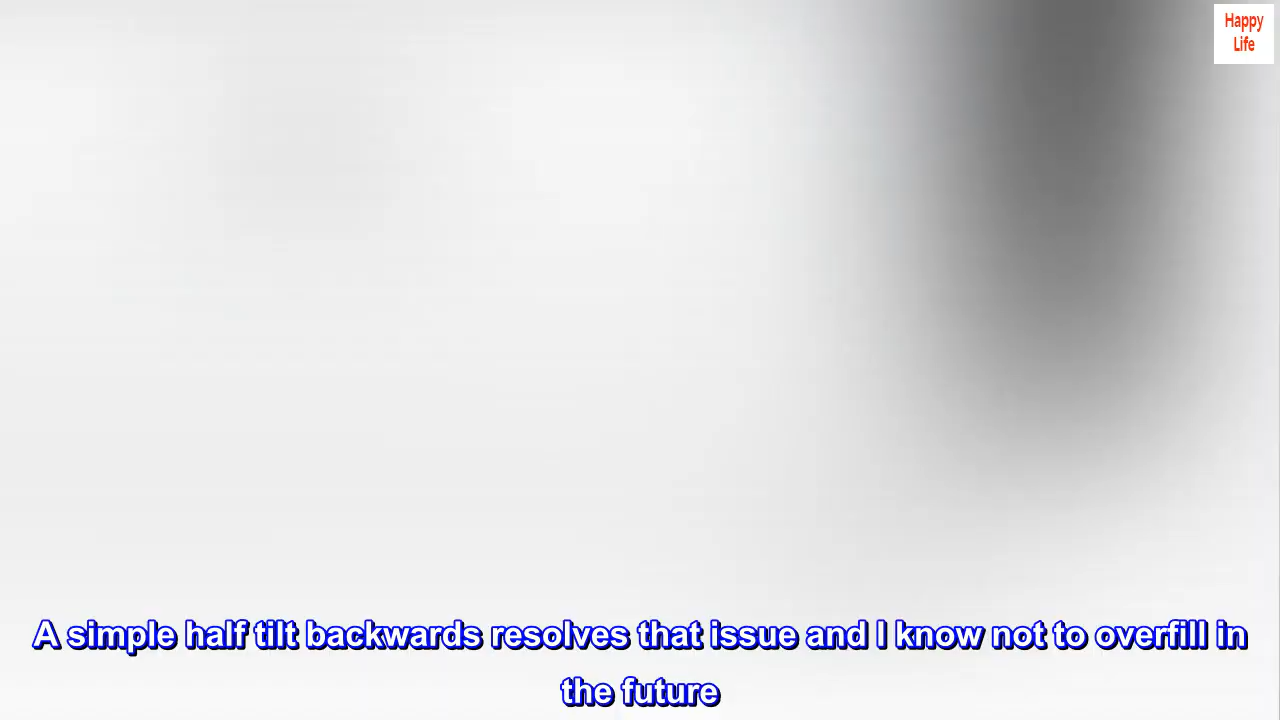 Happy
Life
A simple half tilt backwards resolves that issue and I know not to overfill in
the future